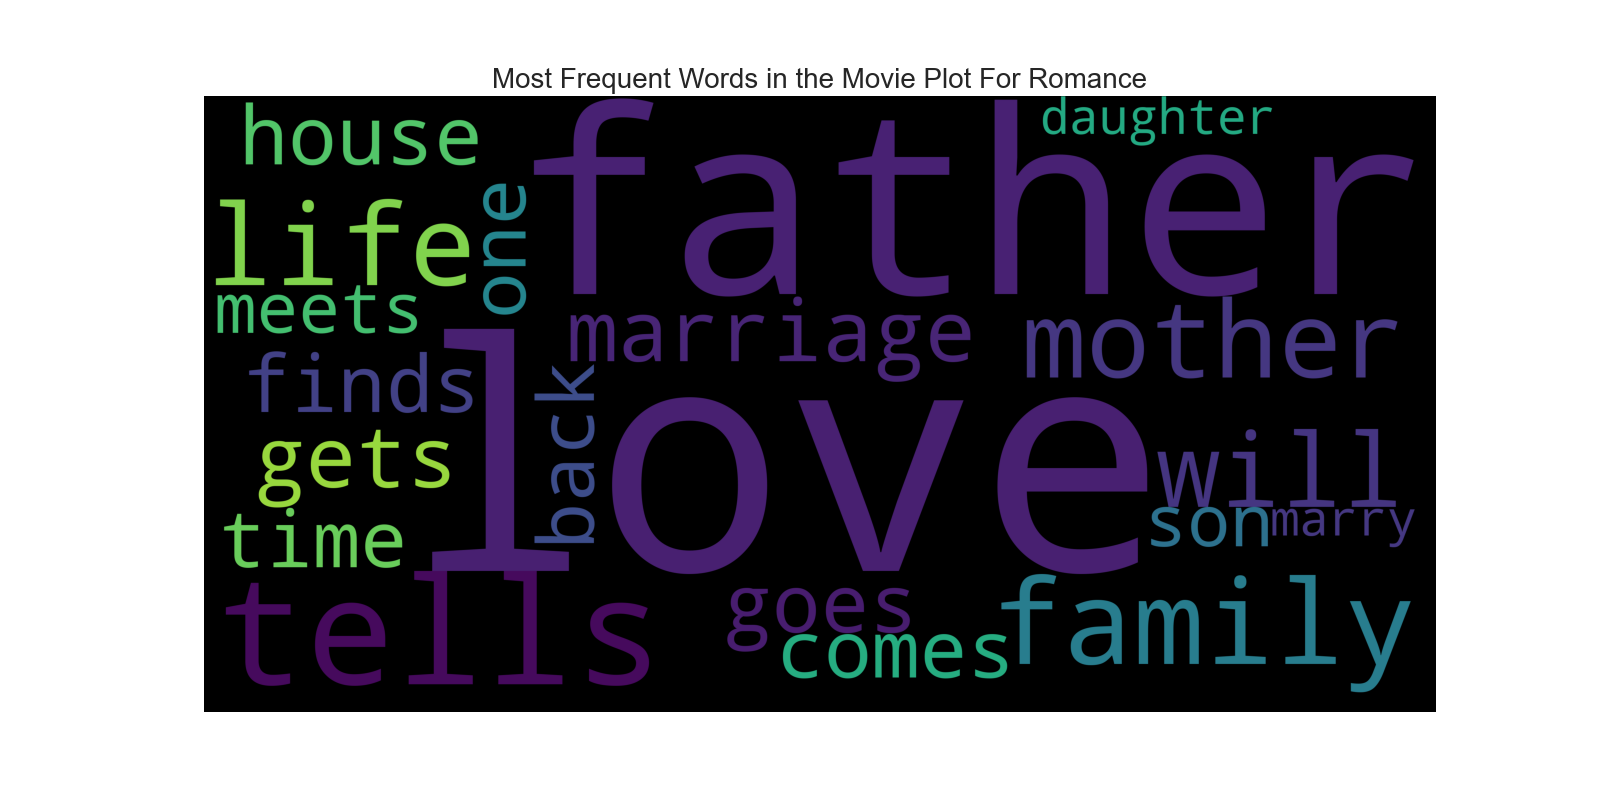 Most Frequent Words in the Movie Plot For Romance
father
daughter
house
life
one
meets
marriage
mother
love
finds
back
gets
will
time
son
marry
tells
goes
family
comes